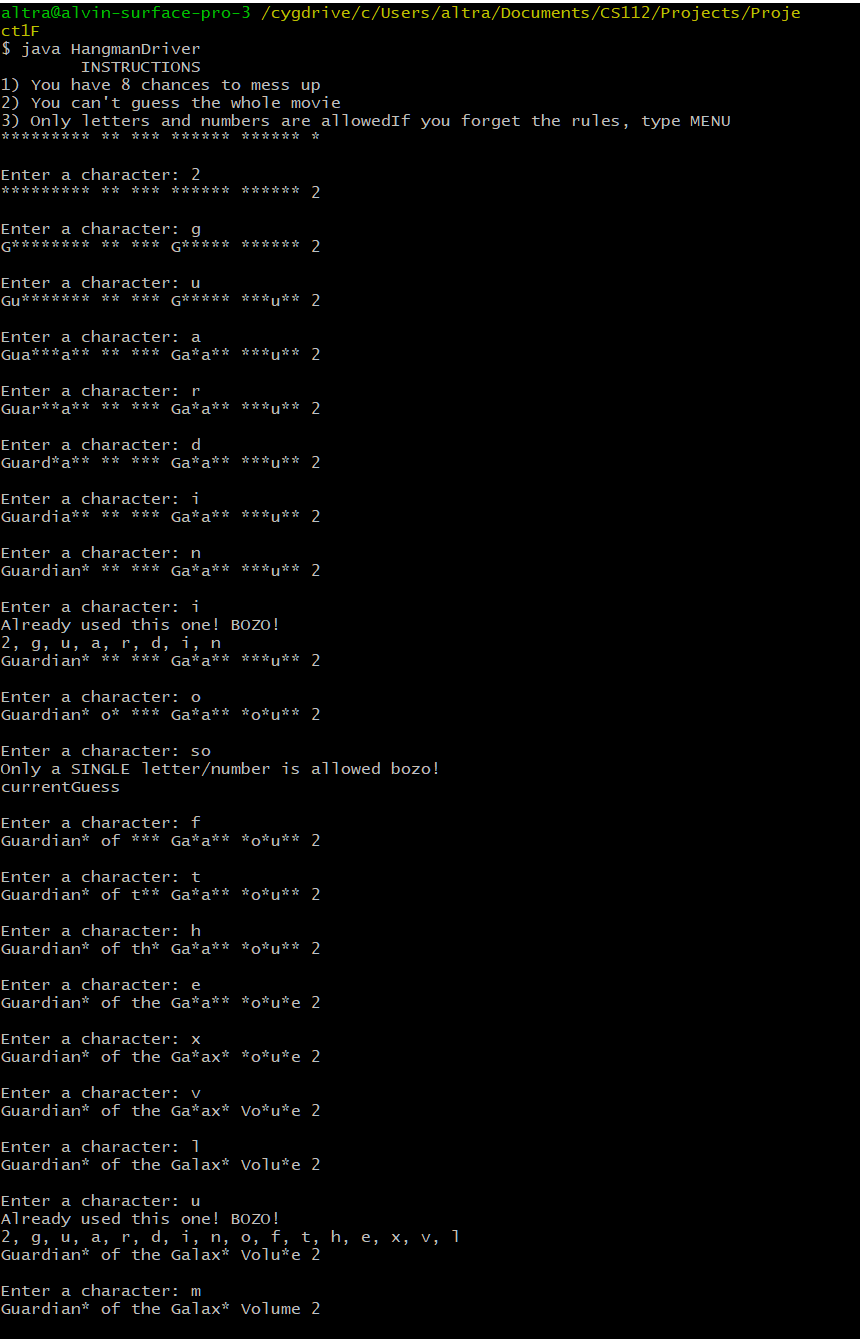 altra@alvin-surface-pro-3 /cygdrive/c/Users/altra/Documents/CS112/Projects/Proje
ct1F
$ java HangmanDriver
        INSTRUCTIONS
1) You have 8 chances to mess up
2) You can't guess the whole movie
3) Only letters and numbers are allowedIf you forget the rules, type MENU
********* ** *** ****** ****** *

Enter a character: 2
********* ** *** ****** ****** 2

Enter a character: g
G******** ** *** G***** ****** 2

Enter a character: u
Gu******* ** *** G***** ***u** 2

Enter a character: a
Gua***a** ** *** Ga*a** ***u** 2

Enter a character: r
Guar**a** ** *** Ga*a** ***u** 2

Enter a character: d
Guard*a** ** *** Ga*a** ***u** 2

Enter a character: i
Guardia** ** *** Ga*a** ***u** 2

Enter a character: n
Guardian* ** *** Ga*a** ***u** 2

Enter a character: i
Already used this one! BOZO!
2, g, u, a, r, d, i, n
Guardian* ** *** Ga*a** ***u** 2

Enter a character: o
Guardian* o* *** Ga*a** *o*u** 2

Enter a character: so
Only a SINGLE letter/number is allowed bozo!
currentGuess

Enter a character: f
Guardian* of *** Ga*a** *o*u** 2

Enter a character: t
Guardian* of t** Ga*a** *o*u** 2

Enter a character: h
Guardian* of th* Ga*a** *o*u** 2

Enter a character: e
Guardian* of the Ga*a** *o*u*e 2

Enter a character: x
Guardian* of the Ga*ax* *o*u*e 2

Enter a character: v
Guardian* of the Ga*ax* Vo*u*e 2

Enter a character: l
Guardian* of the Galax* Volu*e 2

Enter a character: u
Already used this one! BOZO!
2, g, u, a, r, d, i, n, o, f, t, h, e, x, v, l
Guardian* of the Galax* Volu*e 2

Enter a character: m
Guardian* of the Galax* Volume 2